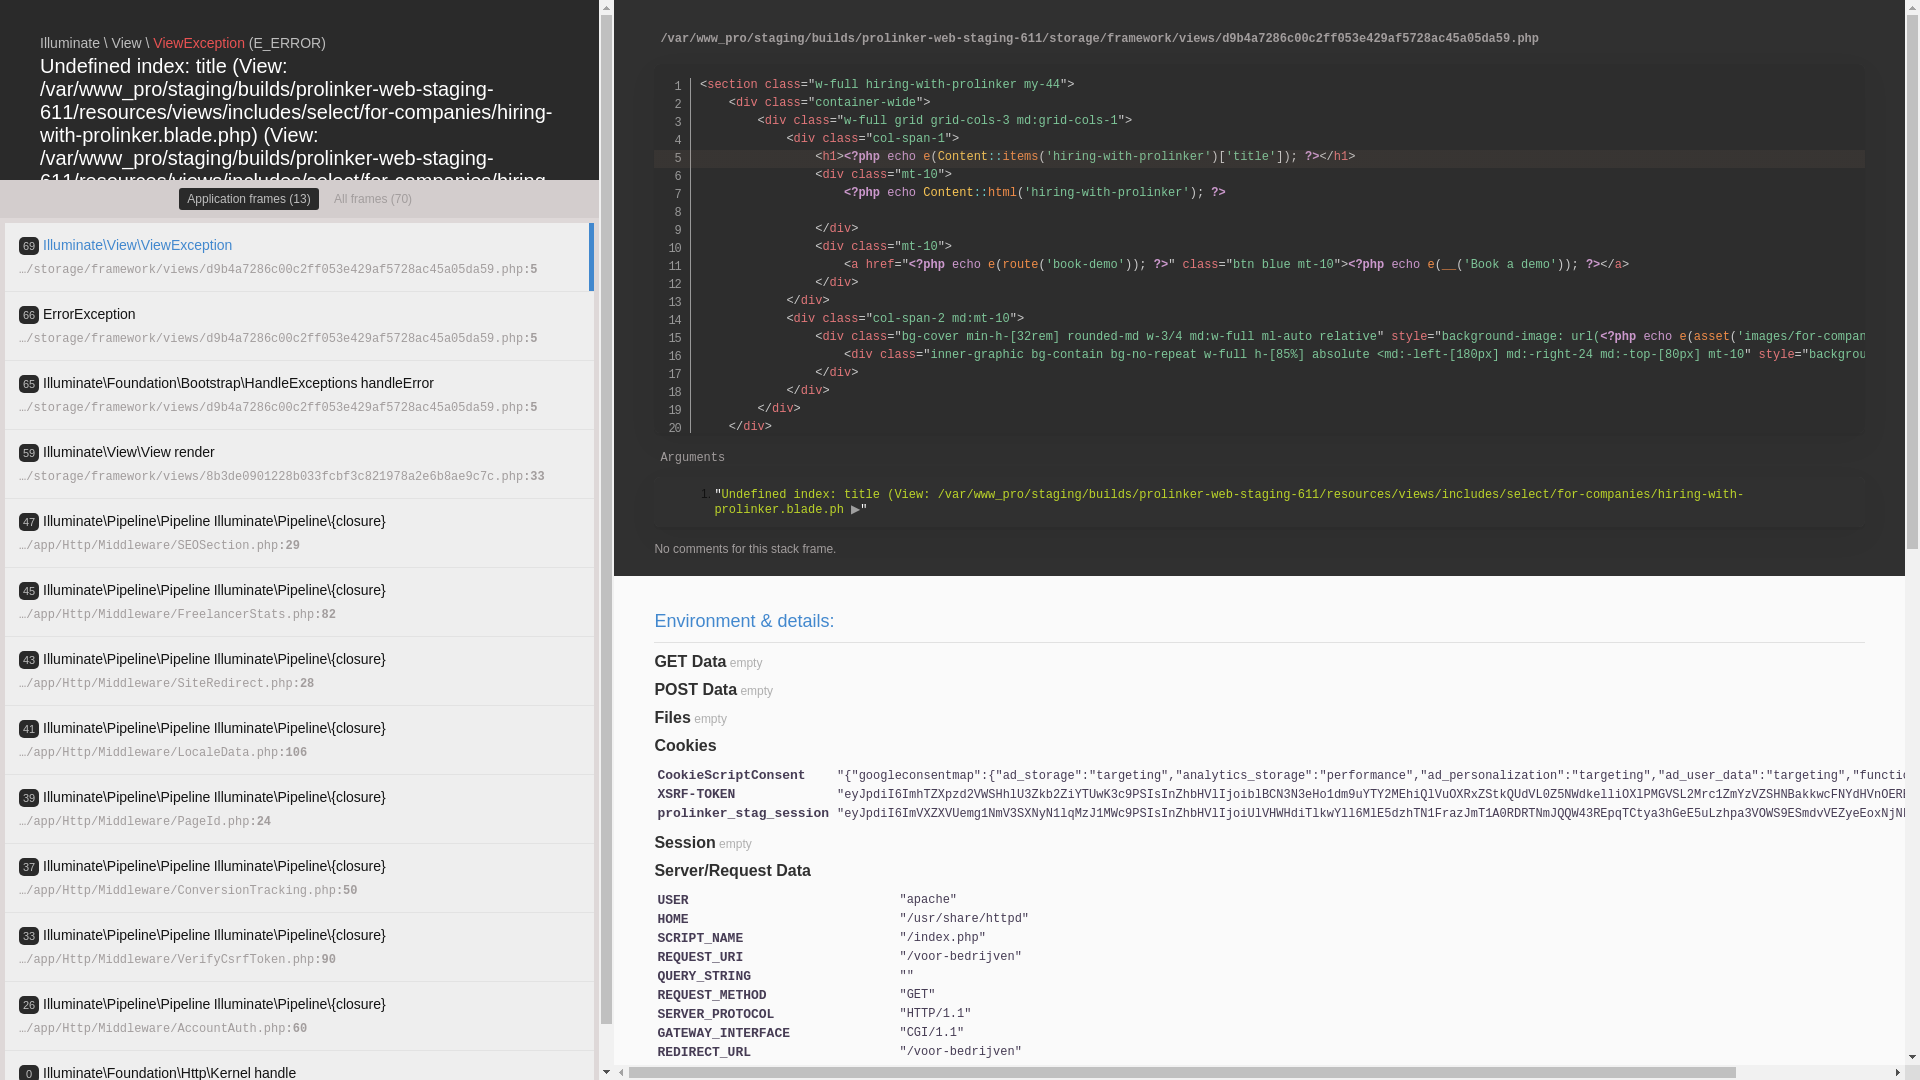 Illuminate \ View \ ViewException (E_ERROR)
Undefined index: title (View:
/var/www_pro/staging/builds/prolinker-web-staging-
611/resources/views/includes/select/for-companies/hiring-
with-prolinker.blade.php) (View:
/var/www_pro/staging/builds/prolinker-web-staging-
611/resources/views/includes/select/for-companies/hiring-
Application frames (13) All frames (70)
69 Illuminate\View\ViewException
…/storage/framework/views/d9b4a7286c00c2ff053e429af5728ac45a05da59.php:5
66 ErrorException
…/storage/framework/views/d9b4a7286c00c2ff053e429af5728ac45a05da59.php:5
65 Illuminate\Foundation\Bootstrap\HandleExceptions handleError
…/storage/framework/views/d9b4a7286c00c2ff053e429af5728ac45a05da59.php:5
59 Illuminate\View\View render
…/storage/framework/views/8b3de0901228b033fcbf3c821978a2e6b8ae9c7c.php:33
47 Illuminate\Pipeline\Pipeline Illuminate\Pipeline\{closure}
…/app/Http/Middleware/SEOSection.php:29
45 Illuminate\Pipeline\Pipeline Illuminate\Pipeline\{closure}
…/app/Http/Middleware/FreelancerStats.php:82
43 Illuminate\Pipeline\Pipeline Illuminate\Pipeline\{closure}
…/app/Http/Middleware/SiteRedirect.php:28
41 Illuminate\Pipeline\Pipeline Illuminate\Pipeline\{closure}
…/app/Http/Middleware/LocaleData.php:106
39 Illuminate\Pipeline\Pipeline Illuminate\Pipeline\{closure}
…/app/Http/Middleware/PageId.php:24
37 Illuminate\Pipeline\Pipeline Illuminate\Pipeline\{closure}
…/app/Http/Middleware/ConversionTracking.php:50
33 Illuminate\Pipeline\Pipeline Illuminate\Pipeline\{closure}
…/app/Http/Middleware/VerifyCsrfToken.php:90
26 Illuminate\Pipeline\Pipeline Illuminate\Pipeline\{closure}
…/app/Http/Middleware/AccountAuth.php:60
0 Illuminate\Foundation\Http\Kernel handle
/var/www_pro/staging/builds/prolinker-web-staging-611/storage/framework/views/d9b4a7286c00c2ff053e429af5728ac45a05da59.php
1 <section class="w-full hiring-with-prolinker my-44">
2 <div class="container-wide">
3 <div class="w-full grid grid-cols-3 md:grid-cols-1">
4 <div class="col-span-1">
5 <h1><?php echo e(Content::items('hiring-with-prolinker')['title']); ?></h1>
6 <div class="mt-10">
7 <?php echo Content::html('hiring-with-prolinker'); ?>
8
9 </div>
10 <div class="mt-10">
11 <a href="<?php echo e(route('book-demo')); ?>" class="btn blue mt-10"><?php echo e(__('Book a demo')); ?></a>
12 </div>
13 </div>
14 <div class="col-span-2 md:mt-10">
15 <div class="bg-cover min-h-[32rem] rounded-md w-3/4 md:w-full ml-auto relative" style="background-image: url(<?php echo e(asset('images/for-compan
16 <div class="inner-graphic bg-contain bg-no-repeat w-full h-[85%] absolute <md:-left-[180px] md:-right-24 md:-top-[80px] mt-10" style="backgrou
17 </div>
18 </div>
19 </div>
20 </div>
Arguments
1. "Undefined index: title (View: /var/www_pro/staging/builds/prolinker-web-staging-611/resources/views/includes/select/for-companies/hiring-with-
prolinker.blade.ph ▶"
No comments for this stack frame.
Environment & details:
GET Data empty
POST Data empty
Files empty
Cookies
CookieScriptConsent "{"googleconsentmap":{"ad_storage":"targeting","analytics_storage":"performance","ad_personalization":"targeting","ad_user_data":"targeting","functio
XSRF-TOKEN
prolinker_stag_session
Session empty
Server/Request Data
USER "apache"
HOME "/usr/share/httpd"
SCRIPT_NAME "/index.php"
REQUEST_URI "/voor-bedrijven"
QUERY_STRING ""
REQUEST_METHOD "GET"
SERVER_PROTOCOL "HTTP/1.1"
GATEWAY_INTERFACE "CGI/1.1"
REDIRECT_URL "/voor-bedrijven"